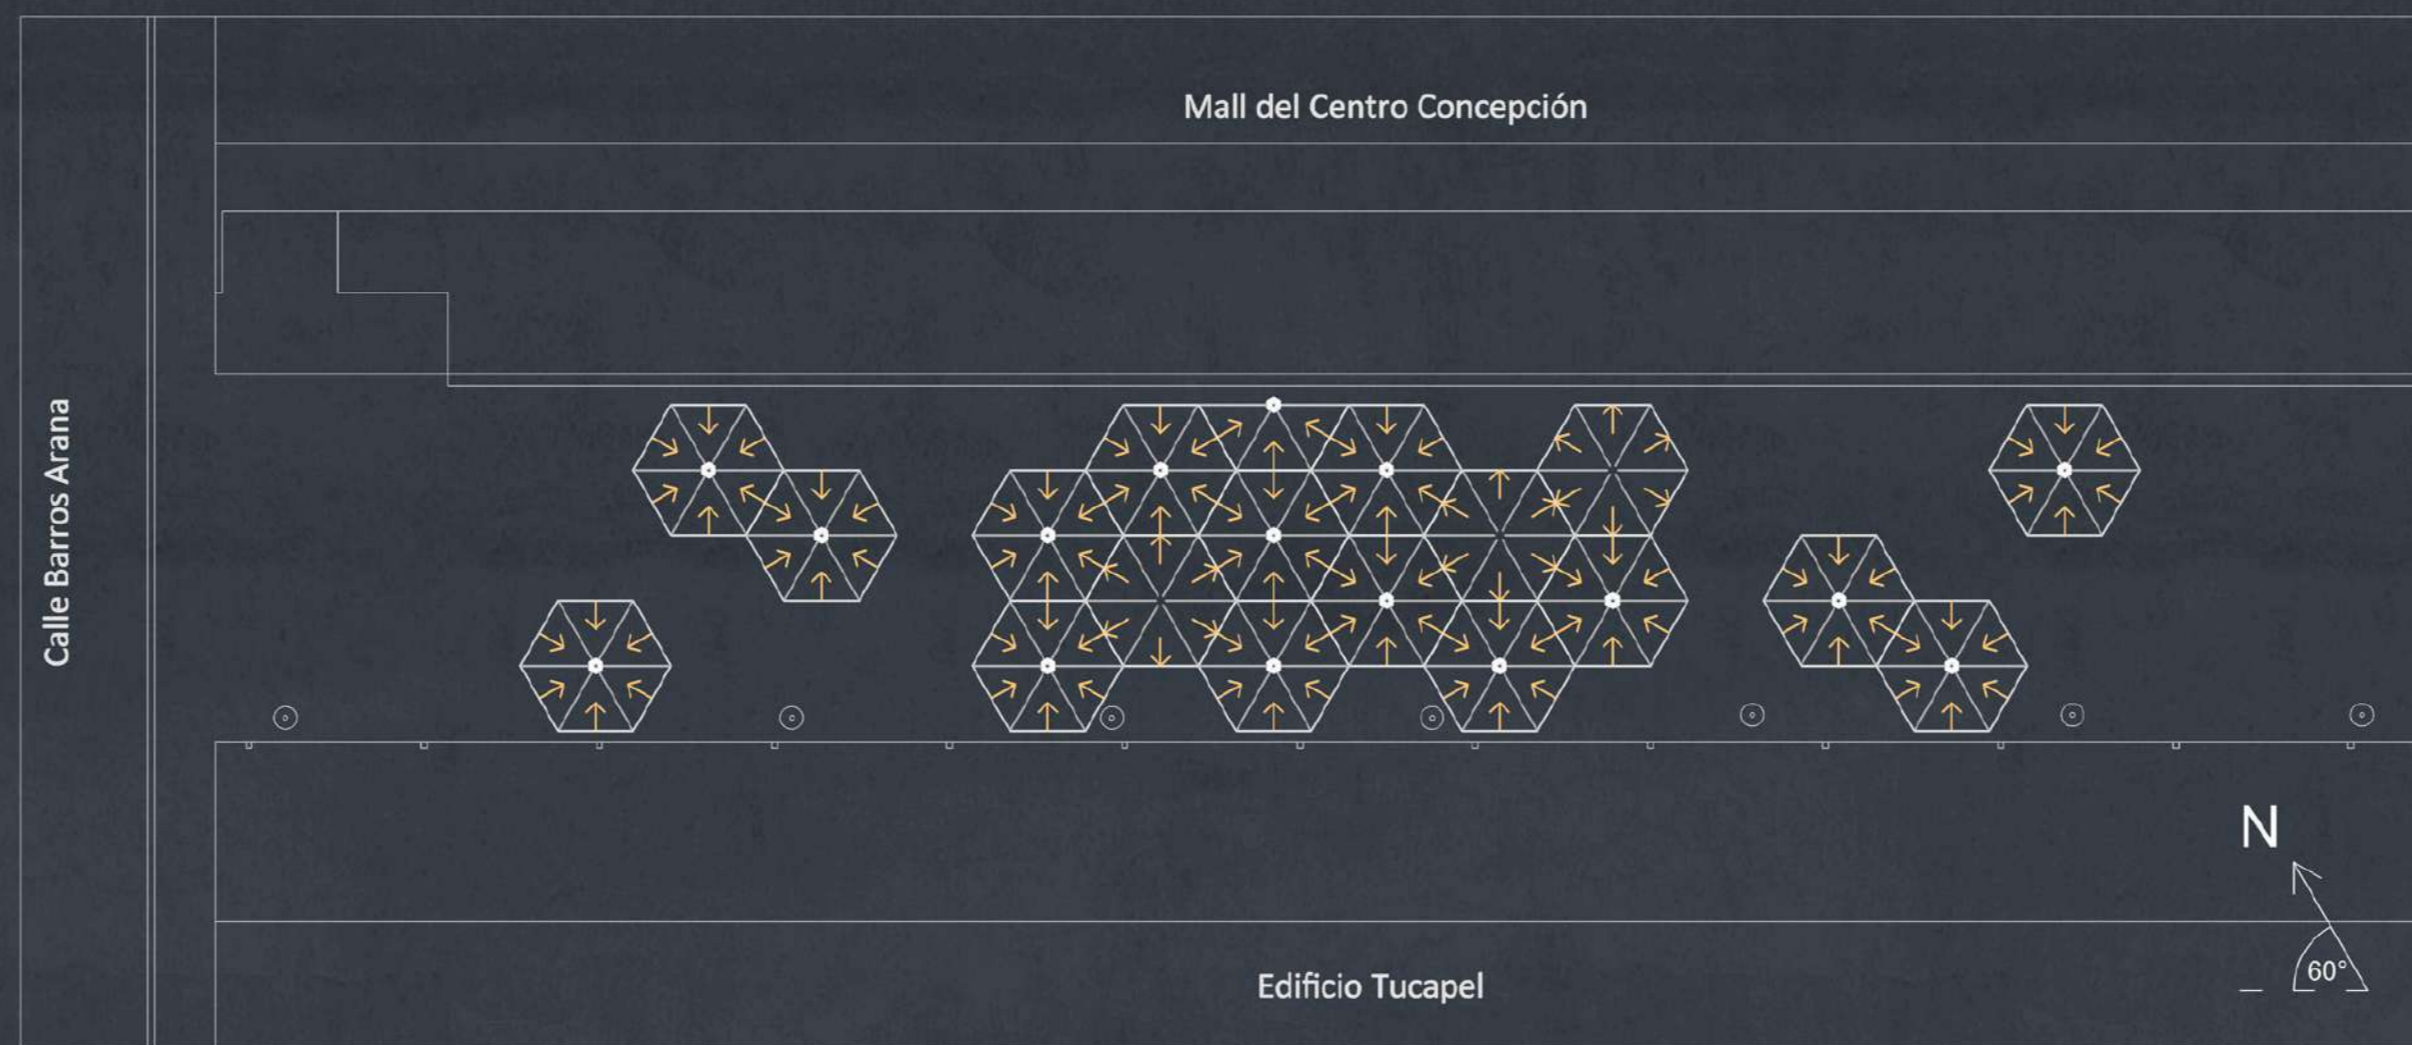 Mall del Centro Concepción
Calle Barros Arana
N
60°
Edificio Tucapel